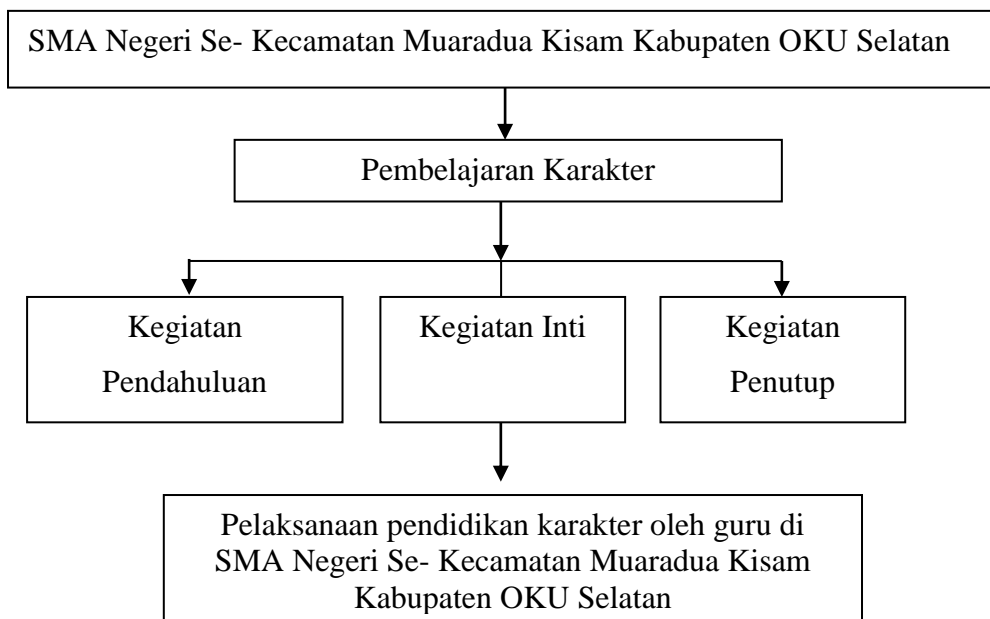 SMA Negeri Se- Kecamatan Muaradua Kisam Kabupaten OKU Selatan
Pembelajaran Karakter
Kegiatan
Pendahuluan
Kegiatan Inti
Kegiatan
Penutup
Pelaksanaan pendidikan karakter oleh guru di
SMA Negeri Se- Kecamatan Muaradua Kisam
Kabupaten OKU Selatan